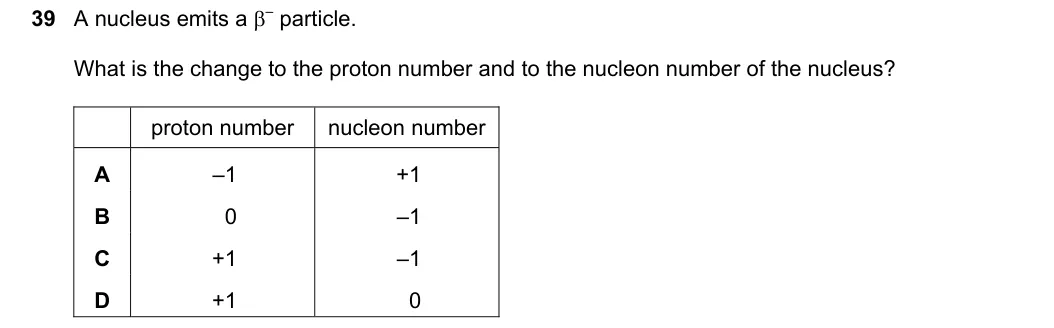 39 A nucleus emits a β⁻ particle.
What is the change to the proton number and to the nucleon number of the nucleus?
proton number nucleon number
A –1 +1
B 0 –1
C +1 –1
D +1 0